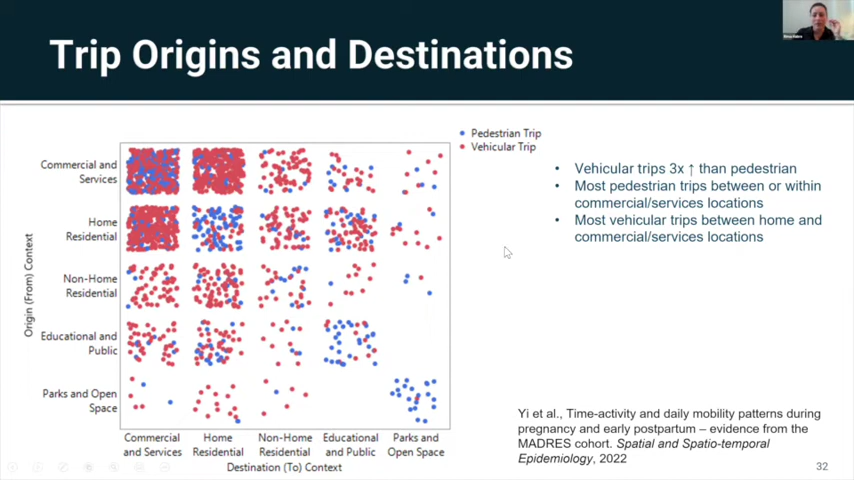 Trip Origins and Destinations
Pedestrian Trip
Vehicular Trip
Commercial and
Services
Home
Residential
Non-Home
Residential
Educational and
Public
Parks and Open
Space
Origin (From) Context
Commercial
and Services
Home
Residential
Non-Home
Residential
Educational
and Public
Parks and
Open Space
Destination (To) Context
• Vehicular trips 3x ↑ than pedestrian
• Most pedestrian trips between or within
commercial/services locations
• Most vehicular trips between home and
commercial/services locations
Yi et al., Time-activity and daily mobility patterns during
pregnancy and early postpartum – evidence from the
MADRES cohort. Spatial and Spatio-temporal
Epidemiology, 2022
32